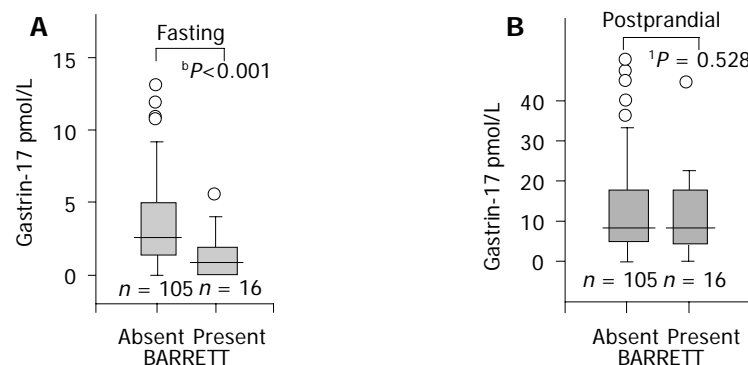 A
Fasting
ᵇP<0.001
15
10
5
0
Gastrin-17 pmol/L
n = 105 n = 16
Absent Present
BARRETT
B
Postprandial
¹P = 0.528
40
30
20
10
0
Gastrin-17 pmol/L
n = 105 n = 16
Absent Present
BARRETT